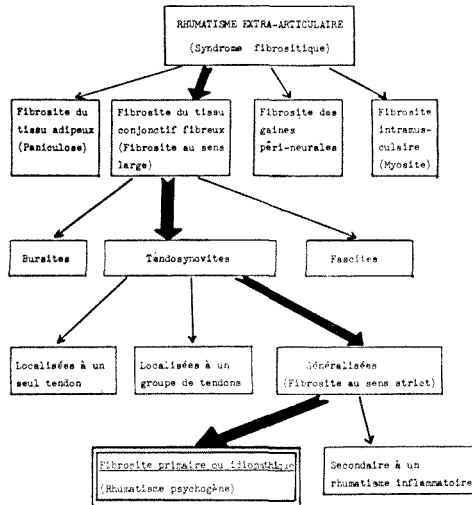 RHUMATISME EXTRA-ARTICULAIRE
(Syndrome fibrositique)
Fibrosite du
tissu adipeux
(Paniculose)
Fibrosite du tissu
conjonctif fibreux
(Fibrosite au sens
large)
Fibrosite des
gaines
péri-neurales
Fibrosite
intramus-
culaire
(Myosite)
Bursites
Téndosynovites
Fascites
Localisées à un
seul tendon
Localisées à un
groupe de tendons
Généralisées
(Fibrosite au sens strict)
Fibrosite primaire ou idiopathique
(Rhumatisme psychogène)
Secondaire à un
rhumatisme inflammatoire